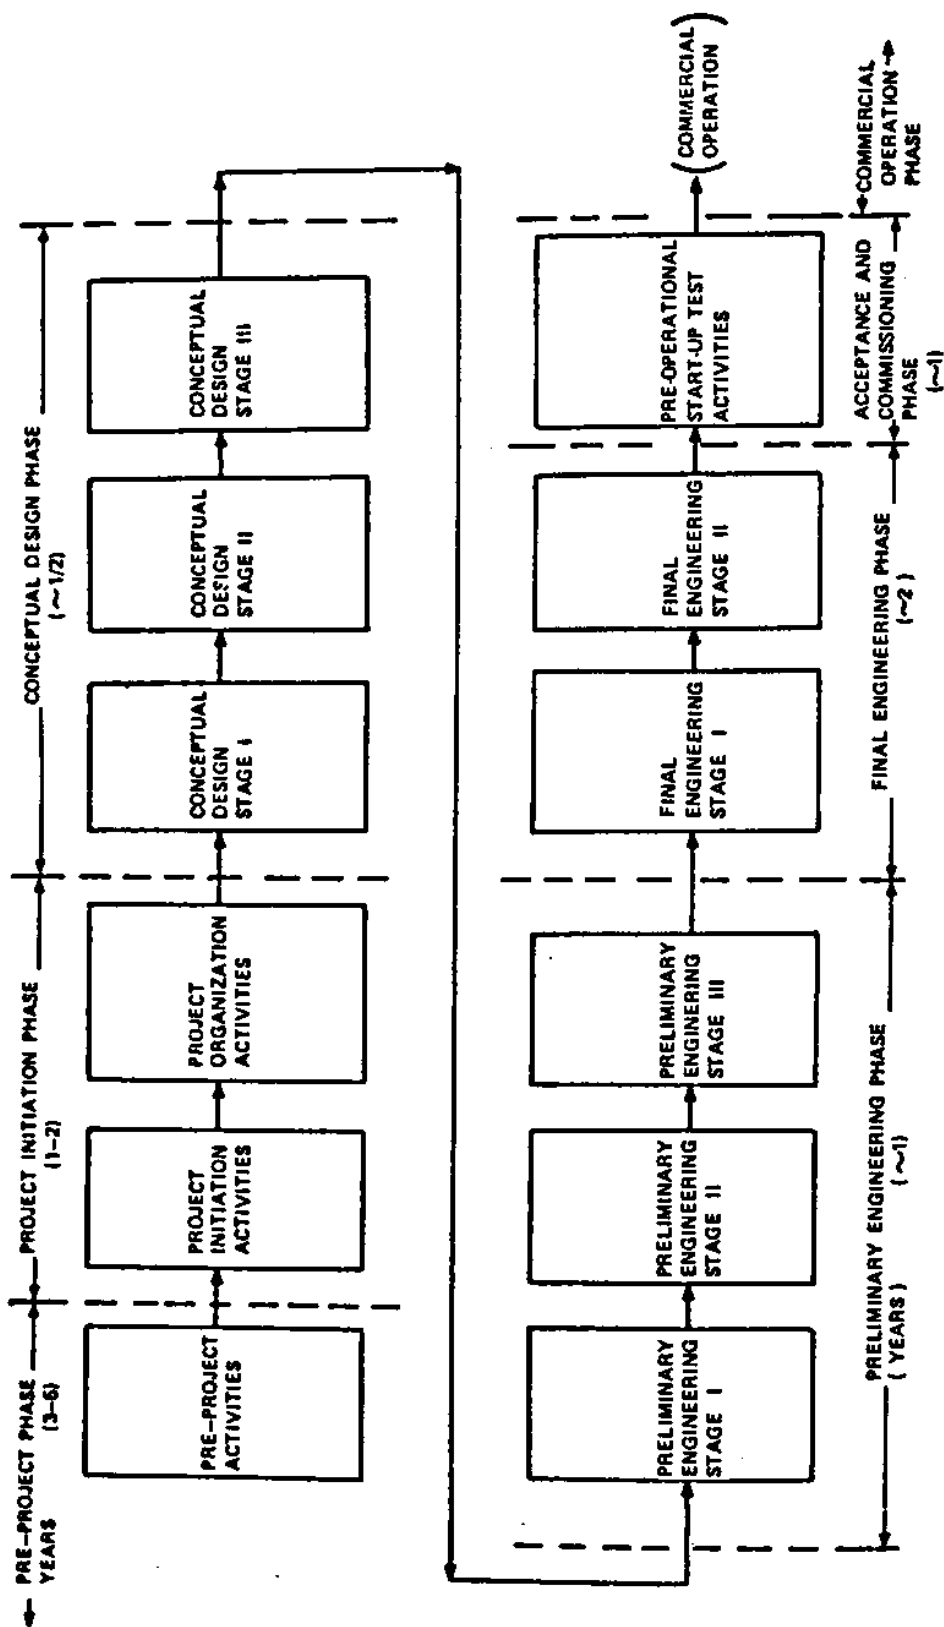 PRE-PROJECT PHASE
YEARS (3-6)
PROJECT INITIATION PHASE
(1-2)
CONCEPTUAL DESIGN PHASE
(~1/2)
PRE-PROJECT
ACTIVITIES
PROJECT
INITIATION
ACTIVITIES
PROJECT
ORGANIZATION
ACTIVITIES
CONCEPTUAL
DESIGN
STAGE I
CONCEPTUAL
DESIGN
STAGE II
CONCEPTUAL
DESIGN
STAGE III
PRELIMINARY
ENGINEERING
STAGE I
PRELIMINARY
ENGINEERING
STAGE II
PRELIMINARY
ENGINERING
STAGE III
FINAL
ENGINEERING
STAGE I
FINAL
ENGINEERING
STAGE II
PRE-OPERATIONAL
START-UP TEST
ACTIVITIES
(COMMERCIAL
OPERATION)
PRELIMINARY ENGINEERING PHASE
(YEARS) (~1)
FINAL ENGINEERING PHASE
(~2)
ACCEPTANCE AND
COMMISSIONING
PHASE
(~1)
COMMERCIAL
OPERATION
PHASE